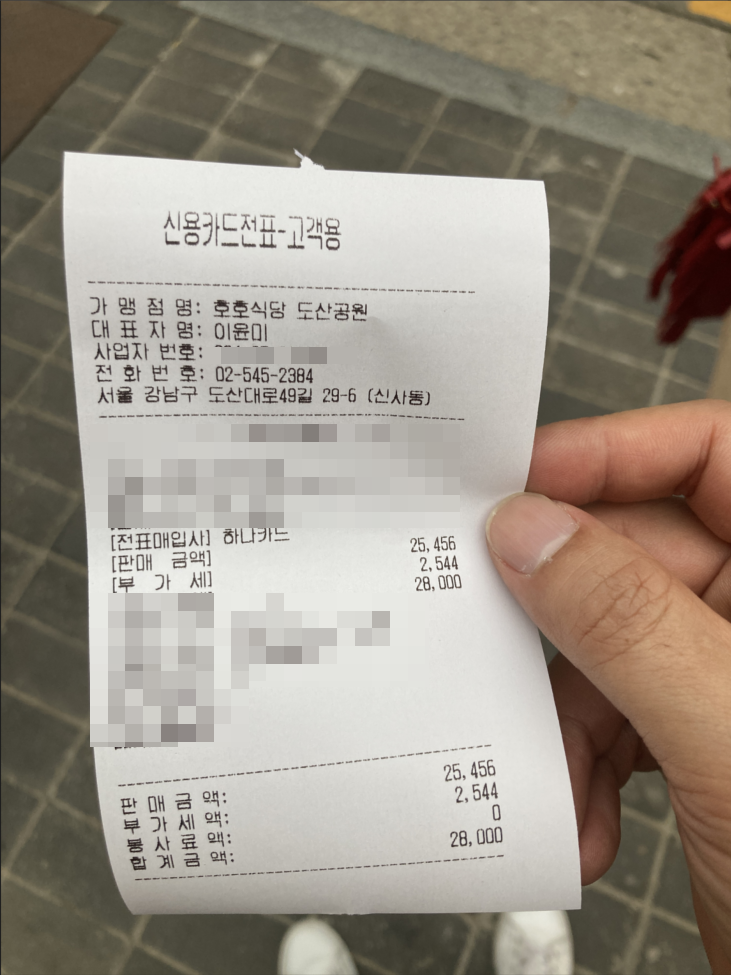 신용카드전표-고객용
가 맹 점 명: 호호식당 도산공원
대 표 자 명: 이윤미
사업자 번호:
전 화 번 호: 02-545-2384
서울 강남구 도산대로49길 29-6 (신사동)
[전표매입사] 하나카드
[판매 금액] 25,456
[부 가 세] 2,544
28,000
판 매 금 액: 25,456
부 가 세 액: 2,544
봉 사 료 액: 0
합 계 금 액: 28,000